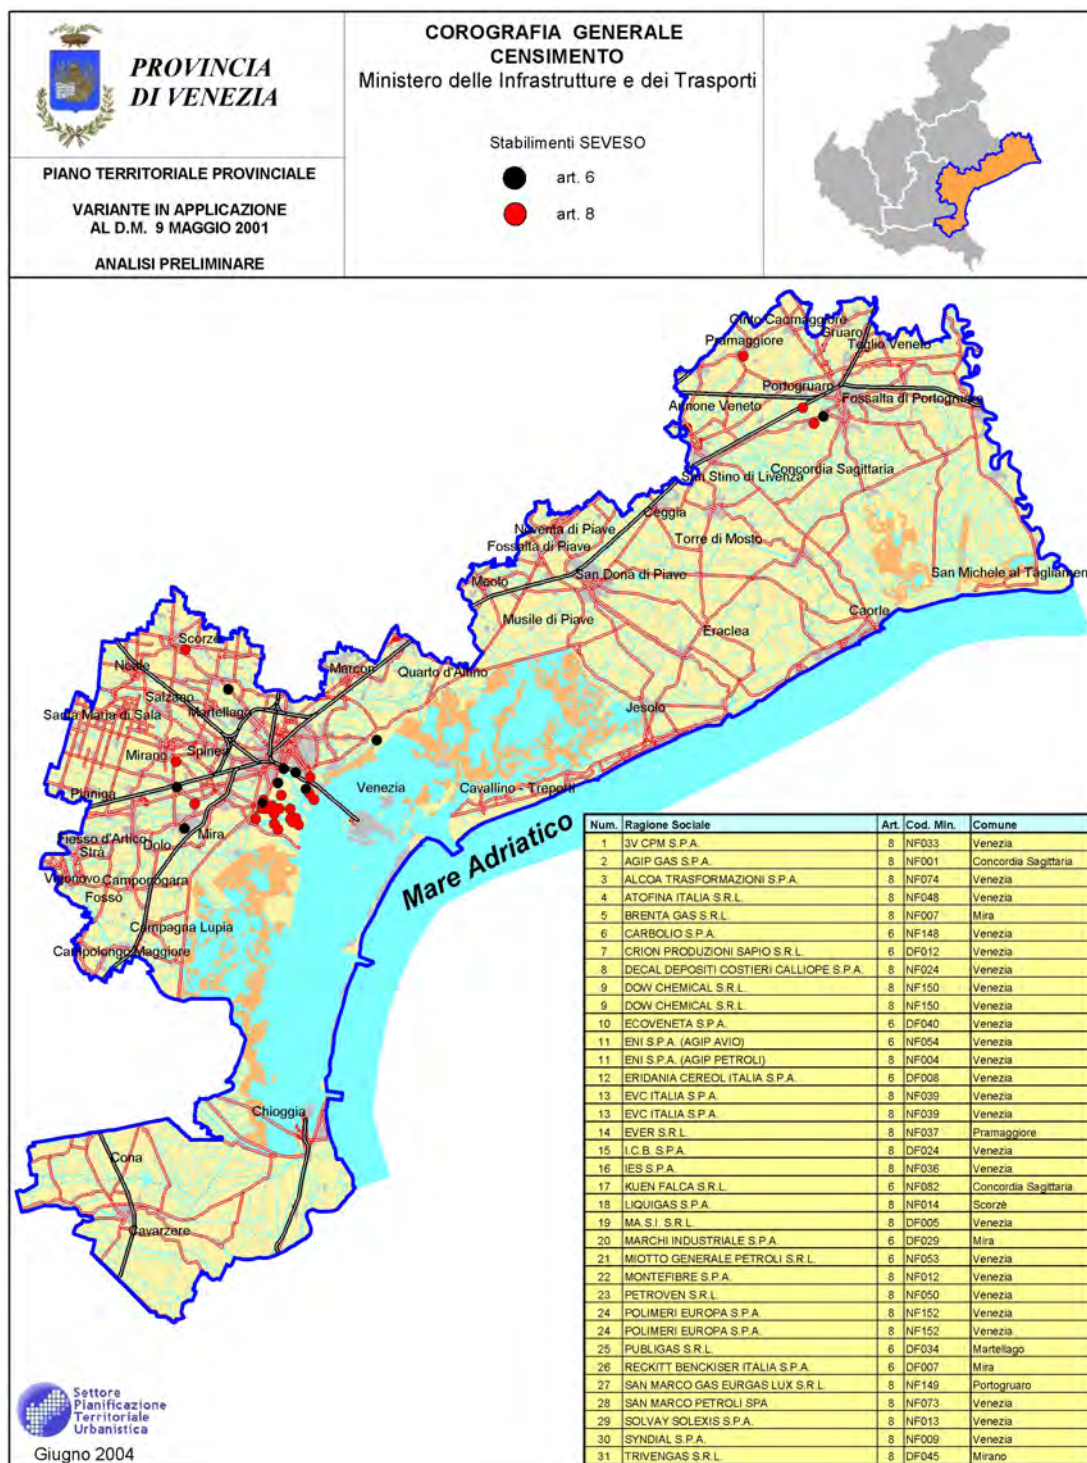 PROVINCIA
DI VENEZIA
PIANO TERRITORIALE PROVINCIALE
VARIANTE IN APPLICAZIONE
AL D.M. 9 MAGGIO 2001
ANALISI PRELIMINARE
COROGRAFIA GENERALE
CENSIMENTO
Ministero delle Infrastrutture e dei Trasporti
Stabilimenti SEVESO
art. 6
art. 8
Cinto Caomaggiore
Gruaro
Pramaggiore
Teglio Veneto
Portogruaro
Fossalta di Portogruaro
Annone Veneto
Concordia Sagittaria
San Stino di Livenza
Ceggia
Noventa di Piave
Torre di Mosto
Fossalta di Piave
San Donà di Piave
San Michele al Tagliamen
Meolo
Caorle
Musile di Piave
Eraclea
Scorzè
Noale
Marcon
Quarto d'Altino
Salzano
Martellago
Santa Maria di Sala
Jesolo
Mirano
Spinea
Pianiga
Venezia
Cavallino - Treporti
Fiesso d'Artico
Dolo
Mira
Strà
Vigonovo
Camponogara
Fosso
Campagna Lupia
Campolongo Maggiore
Mare Adriatico
Chioggia
Cona
Cavarzere
Num. Ragione Sociale Art. Cod. Min. Comune
1 3V CPM S.P.A. 8 NF033 Venezia
2 AGIP GAS S.P.A. 8 NF001 Concordia Sagittaria
3 ALCOA TRASFORMAZIONI S.P.A. 8 NF074 Venezia
4 ATOFINA ITALIA S.R.L. 8 NF048 Venezia
5 BRENTA GAS S.R.L. 8 NF007 Mira
6 CARBOLIO S.P.A. 6 NF148 Venezia
7 CRION PRODUZIONI SAPIO S.R.L. 6 DF012 Venezia
8 DECAL DEPOSITI COSTIERI CALLIOPE S.P.A. 8 NF024 Venezia
9 DOW CHEMICAL S.R.L. 8 NF150 Venezia
9 DOW CHEMICAL S.R.L. 8 NF150 Venezia
10 ECOVENETA S.P.A. 6 DF040 Venezia
11 ENI S.P.A. (AGIP AVIO) 6 NF054 Venezia
11 ENI S.P.A. (AGIP PETROLI) 8 NF004 Venezia
12 ERIDANIA CEREOL ITALIA S.P.A. 6 DF008 Venezia
13 EVC ITALIA S.P.A. 8 NF039 Venezia
13 EVC ITALIA S.P.A. 8 NF039 Venezia
14 EVER S.R.L. 8 NF037 Pramaggiore
15 I.C.B. S.P.A. 8 DF024 Venezia
16 IES S.P.A. 8 NF036 Venezia
17 KUEN FALCA S.R.L. 6 NF082 Concordia Sagittaria
18 LIQUIGAS S.P.A. 8 NF014 Scorzè
19 MA.S.I. S.R.L. 8 DF005 Venezia
20 MARCHI INDUSTRIALE S.P.A. 6 DF029 Mira
21 MIOTTO GENERALE PETROLI S.R.L. 6 NF053 Venezia
22 MONTEFIBRE S.P.A. 8 NF012 Venezia
23 PETROVEN S.R.L. 8 NF050 Venezia
24 POLIMERI EUROPA S.P.A. 8 NF152 Venezia
24 POLIMERI EUROPA S.P.A. 8 NF152 Venezia
25 PUBLIGAS S.R.L. 6 DF034 Martellago
26 RECKITT BENCKISER ITALIA S.P.A. 6 DF007 Mira
27 SAN MARCO GAS EURGAS LUX S.R.L. 8 NF149 Portogruaro
28 SAN MARCO PETROLI SPA 8 NF073 Venezia
29 SOLVAY SOLEXIS S.P.A. 8 NF013 Venezia
30 SYNDIAL S.P.A. 8 NF009 Venezia
31 TRIVENGAS S.R.L. 8 DF045 Mirano
Settore
Pianificazione
Territoriale
Urbanistica
Giugno 2004